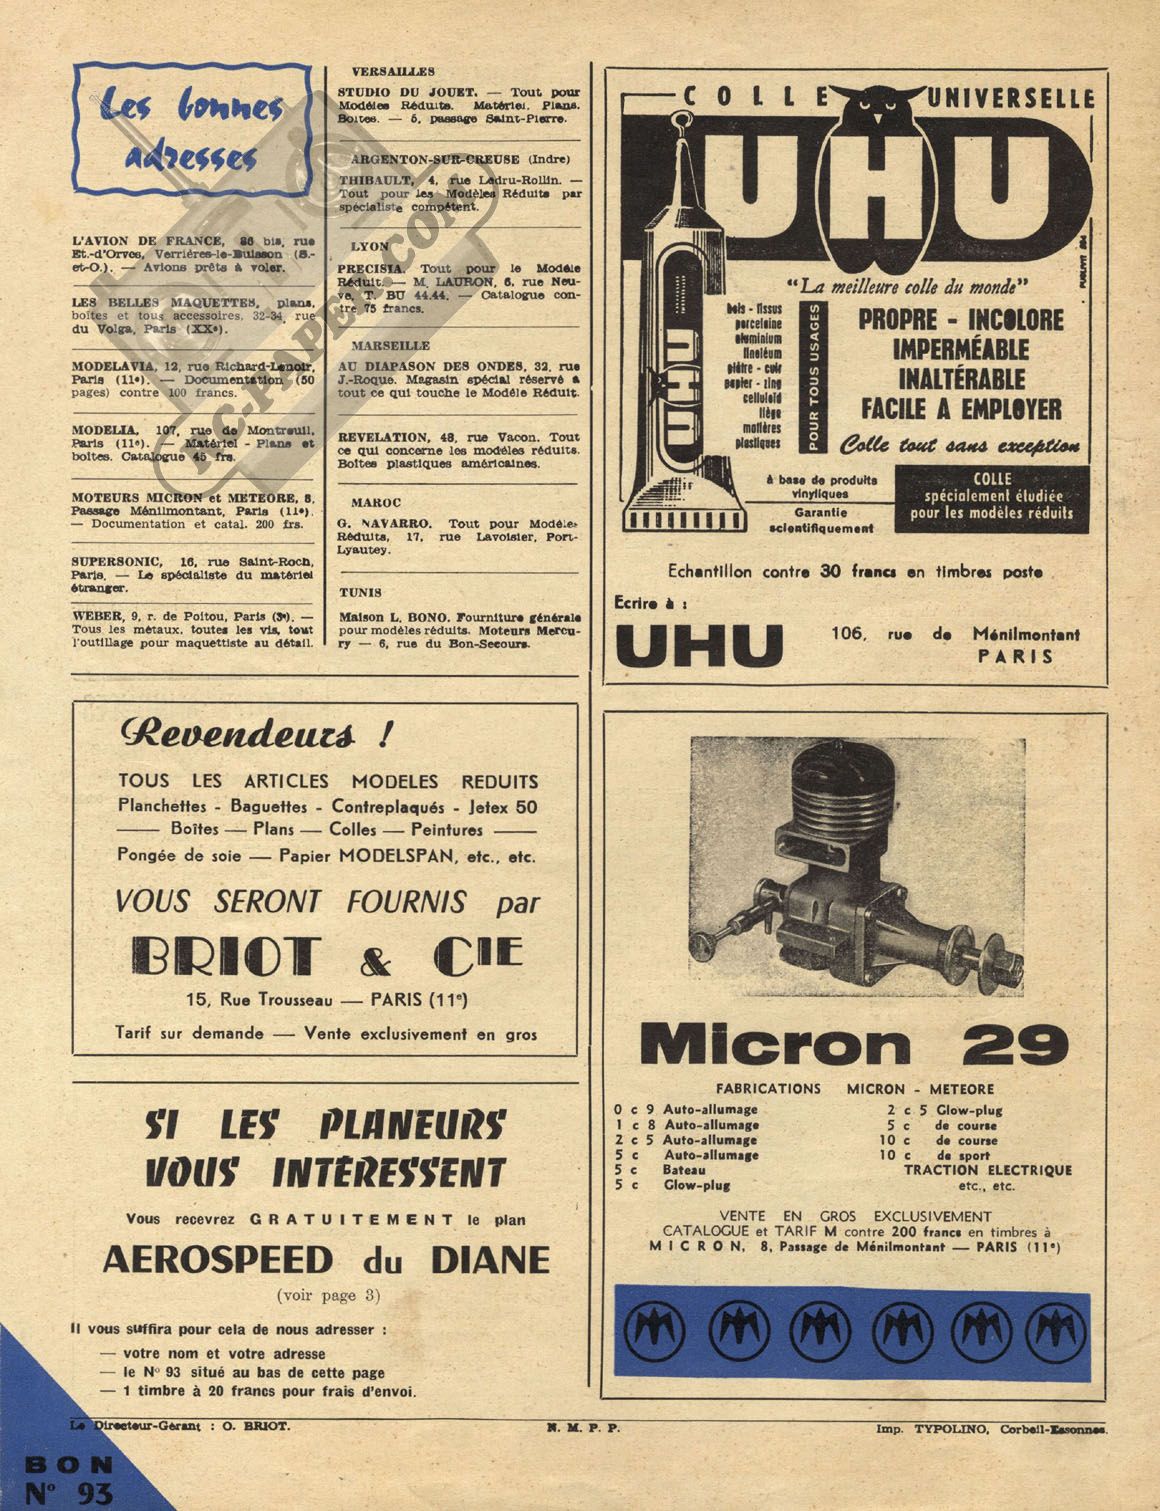 Les bonnes
adresses
L'AVION DE FRANCE, 86 bis, rue
Et.-d'Orves, Verrières-le-Buisson (S.-
et-O.). — Avions prêts à voler.
LES BELLES MAQUETTES, plans,
boîtes et tous accessoires, 32-34, rue
du Volga, Paris (XXe).
MODELAVIA, 12, rue Richard-Lenoir,
Paris (11e). — Documentation (50
pages) contre 100 francs.
MODELIA, 107, rue de Montreuil,
Paris (11e). — Matériel - Plans et
boîtes. Catalogue 45 frs.
MOTEURS MICRON et METEORE, 8,
Passage Ménilmontant, Paris (11e).
— Documentation et catal. 200 frs.
SUPERSONIC, 16, rue Saint-Roch,
Paris. — Le spécialiste du matériel
étranger.
WEBER, 9, r. de Poitou, Paris (3e). —
Tous les métaux, toutes les vis, tout
l'outillage pour maquettiste au détail.
VERSAILLES
STUDIO DU JOUET. — Tout pour
Modèles Réduits. Matériel. Plans.
Boîtes. — 5, passage Saint-Pierre.
ARGENTON-SUR-CREUSE (Indre)
THIBAULT, 4, rue Ledru-Rollin. —
Tout pour les Modèles Réduits par
spécialiste compétent.
LYON
PRECISIA. Tout pour le Modèle
Réduit. — M. LAURON, 6, rue Neu-
ve, T. BU 44.44. — Catalogue con-
tre 75 francs.
MARSEILLE
AU DIAPASON DES ONDES, 32, rue
J.-Roque. Magasin spécial réservé à
tout ce qui touche le Modèle Réduit.
REVELATION, 48, rue Vacon. Tout
ce qui concerne les modèles réduits.
Boîtes plastiques américaines.
MAROC
G. NAVARRO. Tout pour Modèles
Réduits, 17, rue Lavoisier, Port-
Lyautey.
TUNIS
Maison L. BONO. Fourniture générale
pour modèles réduits. Moteurs Mercu-
ry — 6, rue du Bon-Secours.
RC-PAPER.COM
COLLE UNIVERSELLE
UHU
"La meilleure colle du monde"
UHU
bois - tissus
porcelaine
aluminium
linoléum
plâtre - cuir
papier - zinc
celluloïd
liège
matières
plastiques
POUR TOUS USAGES
PROPRE - INCOLORE
IMPERMÉABLE
INALTÉRABLE
FACILE A EMPLOYER
Colle tout sans exception
à base de produits
vinyliques
Garantie
scientifiquement
COLLE
spécialement étudiée
pour les modèles réduits
Echantillon contre 30 francs en timbres poste
Ecrire à :
UHU 106, rue de Ménilmontant
PARIS
Revendeurs !
TOUS LES ARTICLES MODELES REDUITS
Planchettes - Baguettes - Contreplaqués - Jetex 50
— Boîtes — Plans — Colles — Peintures —
Pongée de soie — Papier MODELSPAN, etc., etc.
VOUS SERONT FOURNIS par
BRIOT & CIE
15, Rue Trousseau — PARIS (11e)
Tarif sur demande — Vente exclusivement en gros
SI LES PLANEURS
VOUS INTÉRESSENT
Vous recevrez GRATUITEMENT le plan
AEROSPEED du DIANE
(voir page 3)
Il vous suffira pour cela de nous adresser :
— votre nom et votre adresse
— le N° 93 situé au bas de cette page
— 1 timbre à 20 francs pour frais d'envoi.
Micron 29
FABRICATIONS MICRON - METEORE
0 c 9 Auto-allumage
1 c 8 Auto-allumage
2 c 5 Auto-allumage
5 c Auto-allumage
5 c Bateau
5 c Glow-plug
2 c 5 Glow-plug
5 c de course
10 c de course
10 c de sport
TRACTION ELECTRIQUE
etc., etc.
VENTE EN GROS EXCLUSIVEMENT
CATALOGUE et TARIF M contre 200 francs en timbres à
MICRON, 8, Passage de Ménilmontant — PARIS (11e)
Le Directeur-Gérant : O. BRIOT.
N. M. P. P.
Imp. TYPOLINO, Corbeil-Essonnes.
BON
N° 93